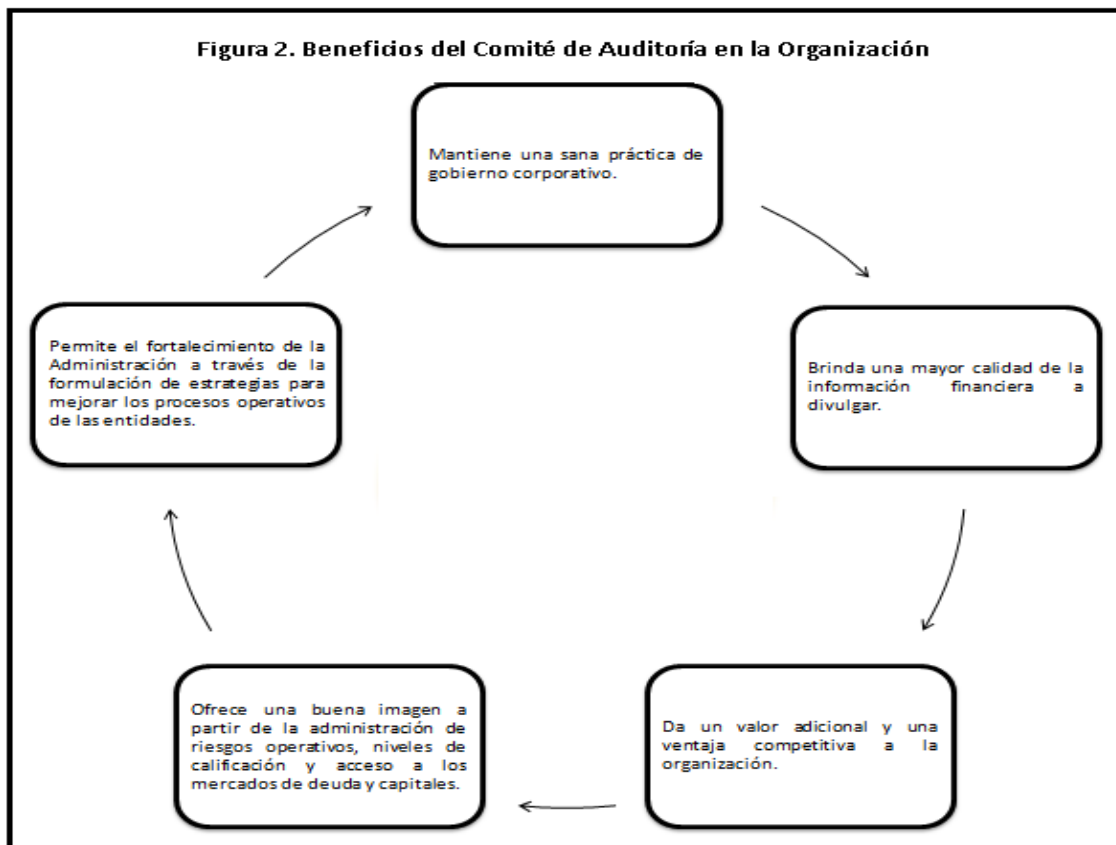 Figura 2. Beneficios del Comité de Auditoría en la Organización
Mantiene una sana práctica de
gobierno corporativo.
Brinda una mayor calidad de la
información financiera a
divulgar.
Da un valor adicional y una
ventaja competitiva a la
organización.
Ofrece una buena imagen a
partir de la administración de
riesgos operativos, niveles de
calificación y acceso a los
mercados de deuda y capitales.
Permite el fortalecimiento de la
Administración a través de la
formulación de estrategias para
mejorar los procesos operativos
de las entidades.